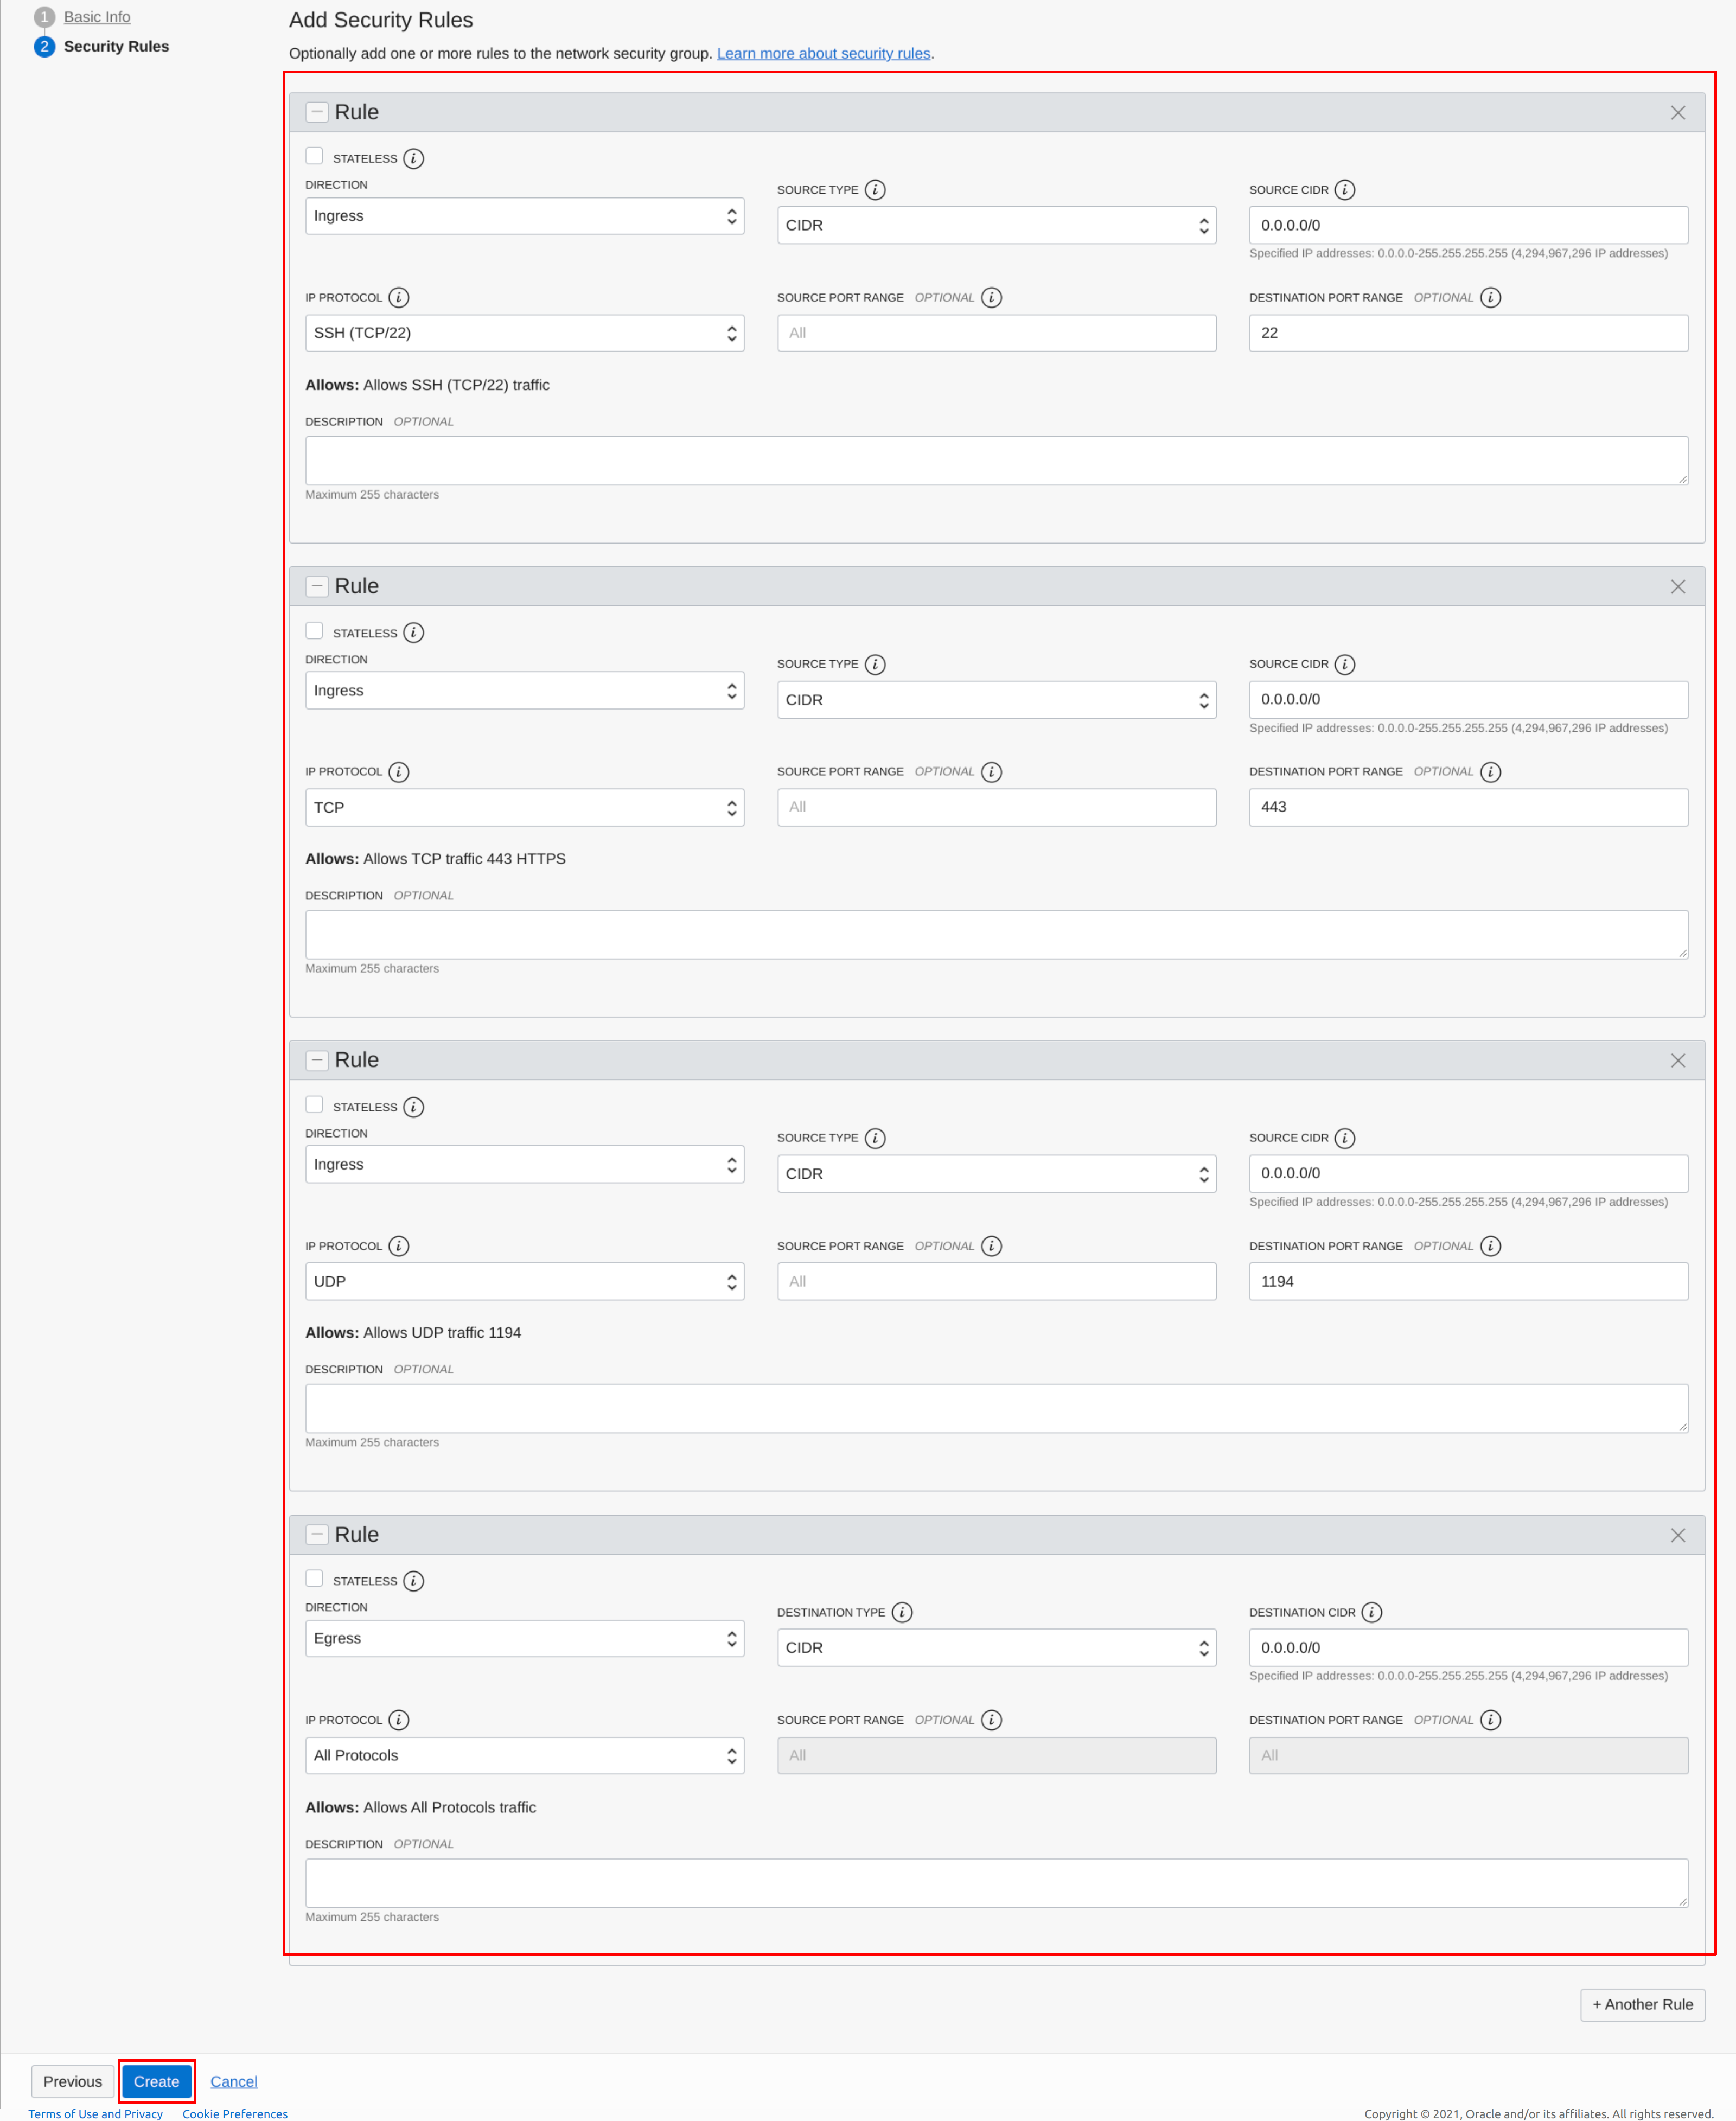 1 Basic Info
2 Security Rules
Add Security Rules
Optionally add one or more rules to the network security group. Learn more about security rules.
Rule
STATELESS i
DIRECTION
Ingress
SOURCE TYPE i
CIDR
SOURCE CIDR i
0.0.0.0/0
Specified IP addresses: 0.0.0.0-255.255.255.255 (4,294,967,296 IP addresses)
IP PROTOCOL i
SSH (TCP/22)
SOURCE PORT RANGE OPTIONAL i
All
DESTINATION PORT RANGE OPTIONAL i
22
Allows: Allows SSH (TCP/22) traffic
DESCRIPTION OPTIONAL
Maximum 255 characters
Rule
STATELESS i
DIRECTION
Ingress
SOURCE TYPE i
CIDR
SOURCE CIDR i
0.0.0.0/0
Specified IP addresses: 0.0.0.0-255.255.255.255 (4,294,967,296 IP addresses)
IP PROTOCOL i
TCP
SOURCE PORT RANGE OPTIONAL i
All
DESTINATION PORT RANGE OPTIONAL i
443
Allows: Allows TCP traffic 443 HTTPS
DESCRIPTION OPTIONAL
Maximum 255 characters
Rule
STATELESS i
DIRECTION
Ingress
SOURCE TYPE i
CIDR
SOURCE CIDR i
0.0.0.0/0
Specified IP addresses: 0.0.0.0-255.255.255.255 (4,294,967,296 IP addresses)
IP PROTOCOL i
UDP
SOURCE PORT RANGE OPTIONAL i
All
DESTINATION PORT RANGE OPTIONAL i
1194
Allows: Allows UDP traffic 1194
DESCRIPTION OPTIONAL
Maximum 255 characters
Rule
STATELESS i
DIRECTION
Egress
DESTINATION TYPE i
CIDR
DESTINATION CIDR i
0.0.0.0/0
Specified IP addresses: 0.0.0.0-255.255.255.255 (4,294,967,296 IP addresses)
IP PROTOCOL i
All Protocols
SOURCE PORT RANGE OPTIONAL i
All
DESTINATION PORT RANGE OPTIONAL i
All
Allows: Allows All Protocols traffic
DESCRIPTION OPTIONAL
Maximum 255 characters
+ Another Rule
Previous Create Cancel
Terms of Use and Privacy Cookie Preferences
Copyright © 2021, Oracle and/or its affiliates. All rights reserved.